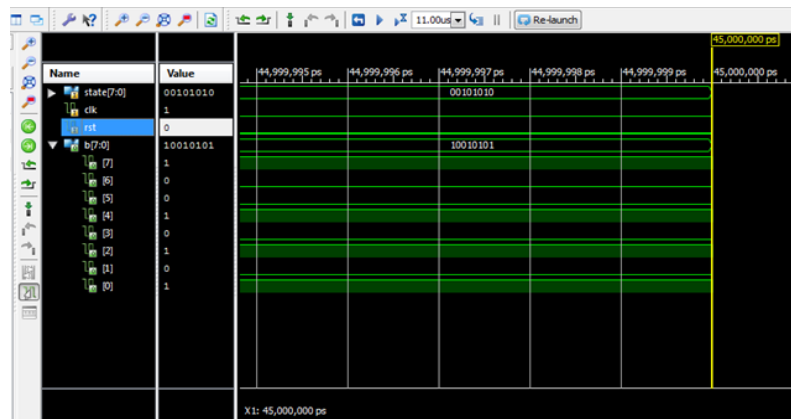 11.00us Re-launch
45,000,000 ps
Name Value 44,999,995 ps 44,999,996 ps 44,999,997 ps 44,999,998 ps 44,999,999 ps 45,000,000 ps
state[7:0] 00101010 00101010
clk 1
rst 0
b[7:0] 10010101 10010101
[7] 1
[6] 0
[5] 0
[4] 1
[3] 0
[2] 1
[1] 0
[0] 1
X1: 45,000,000 ps